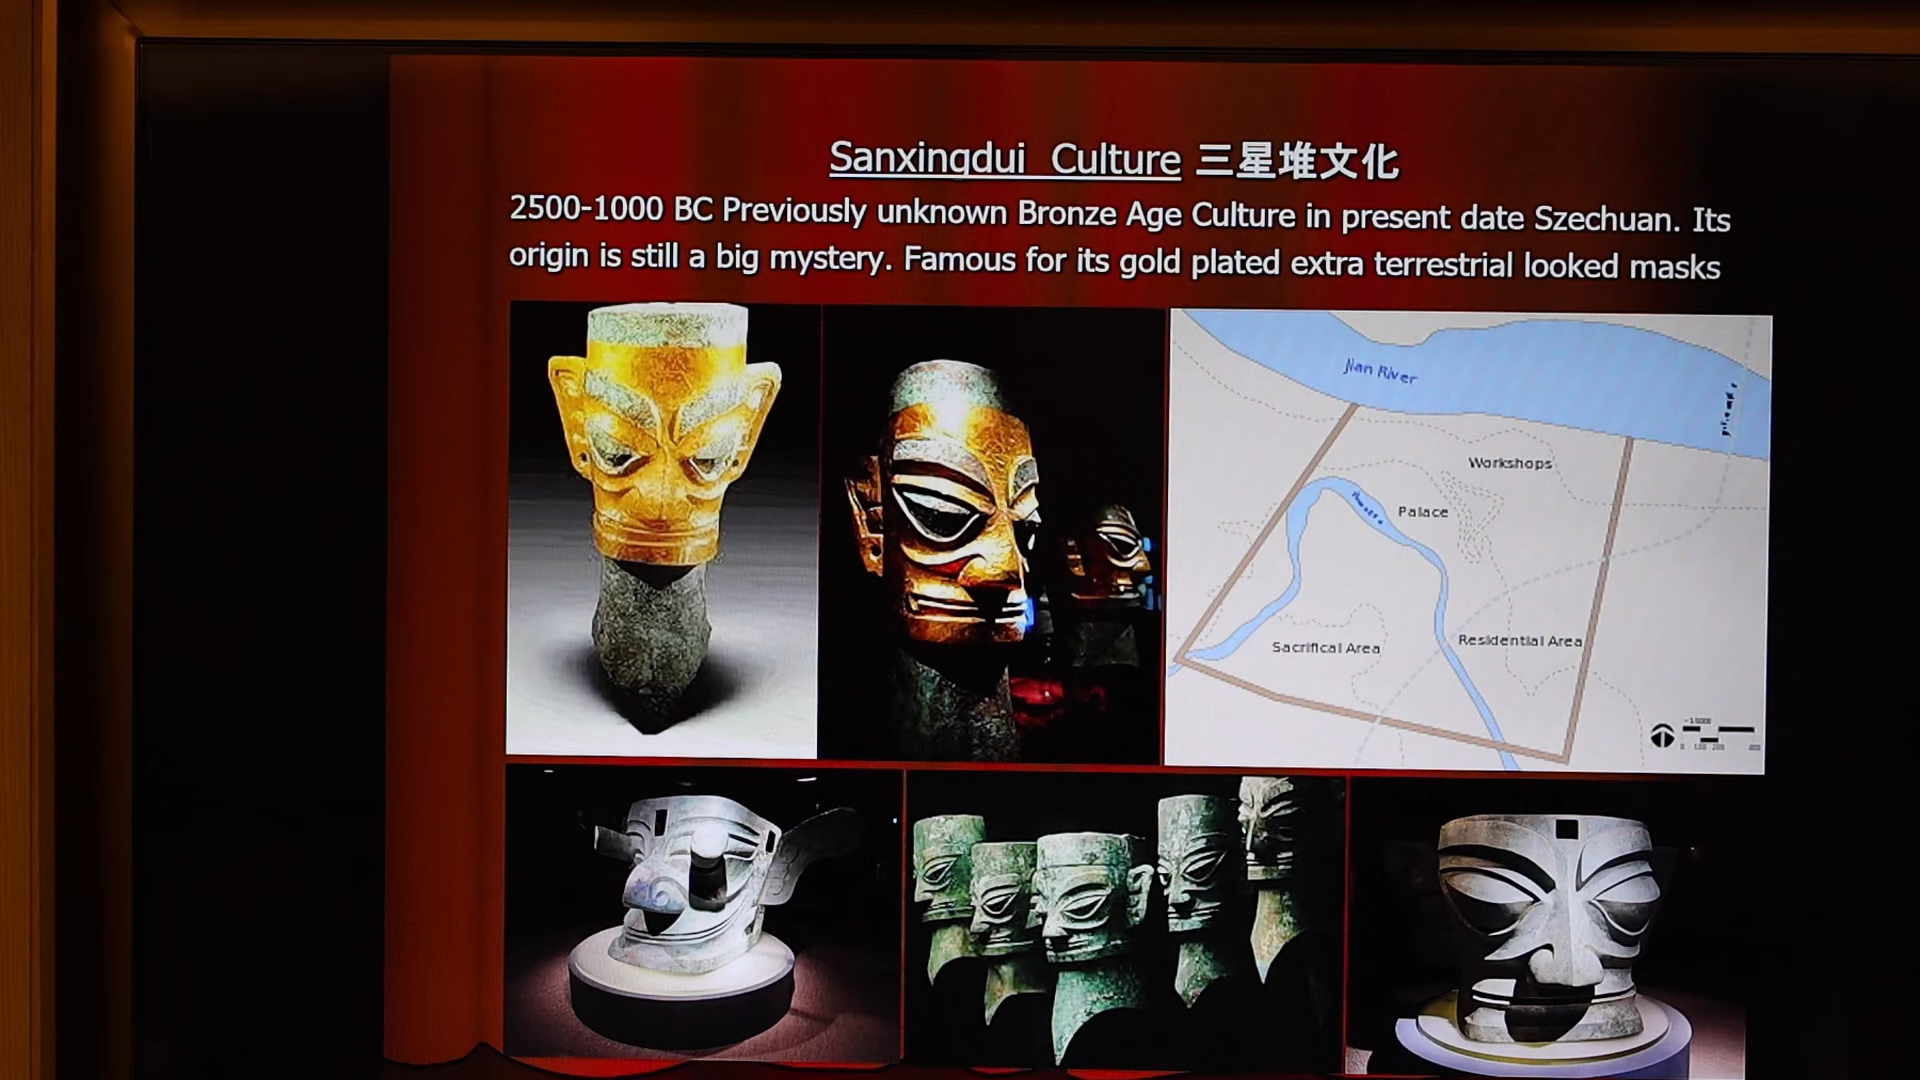 Sanxingdui Culture 三星堆文化
2500-1000 BC Previously unknown Bronze Age Culture in present date Szechuan. Its
origin is still a big mystery. Famous for its gold plated extra terrestrial looked masks
Jian River
Workshops
Palace
Sacrifical Area
Residential Area